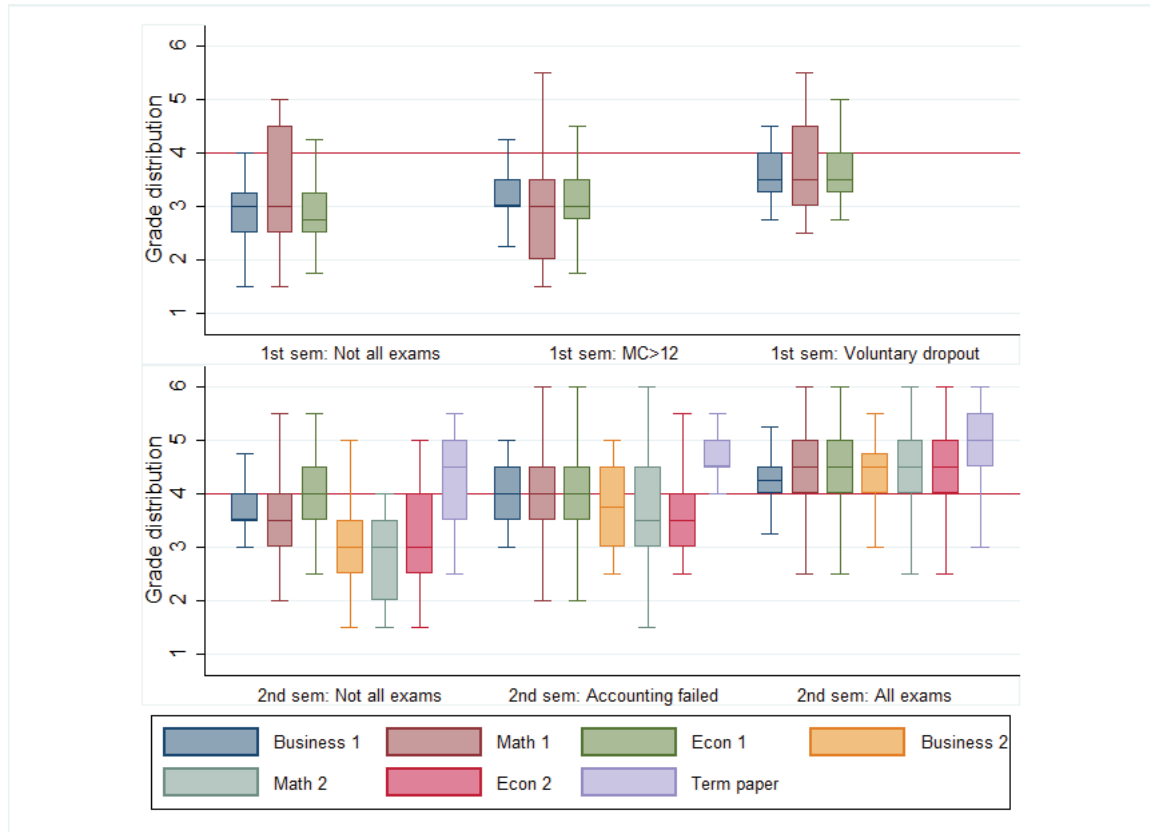 Grade distribution
6
5
4
3
2
1
1st sem: Not all exams 1st sem: MC>12 1st sem: Voluntary dropout
Grade distribution
6
5
4
3
2
1
2nd sem: Not all exams 2nd sem: Accounting failed 2nd sem: All exams
Business 1 Math 1 Econ 1 Business 2
Math 2 Econ 2 Term paper